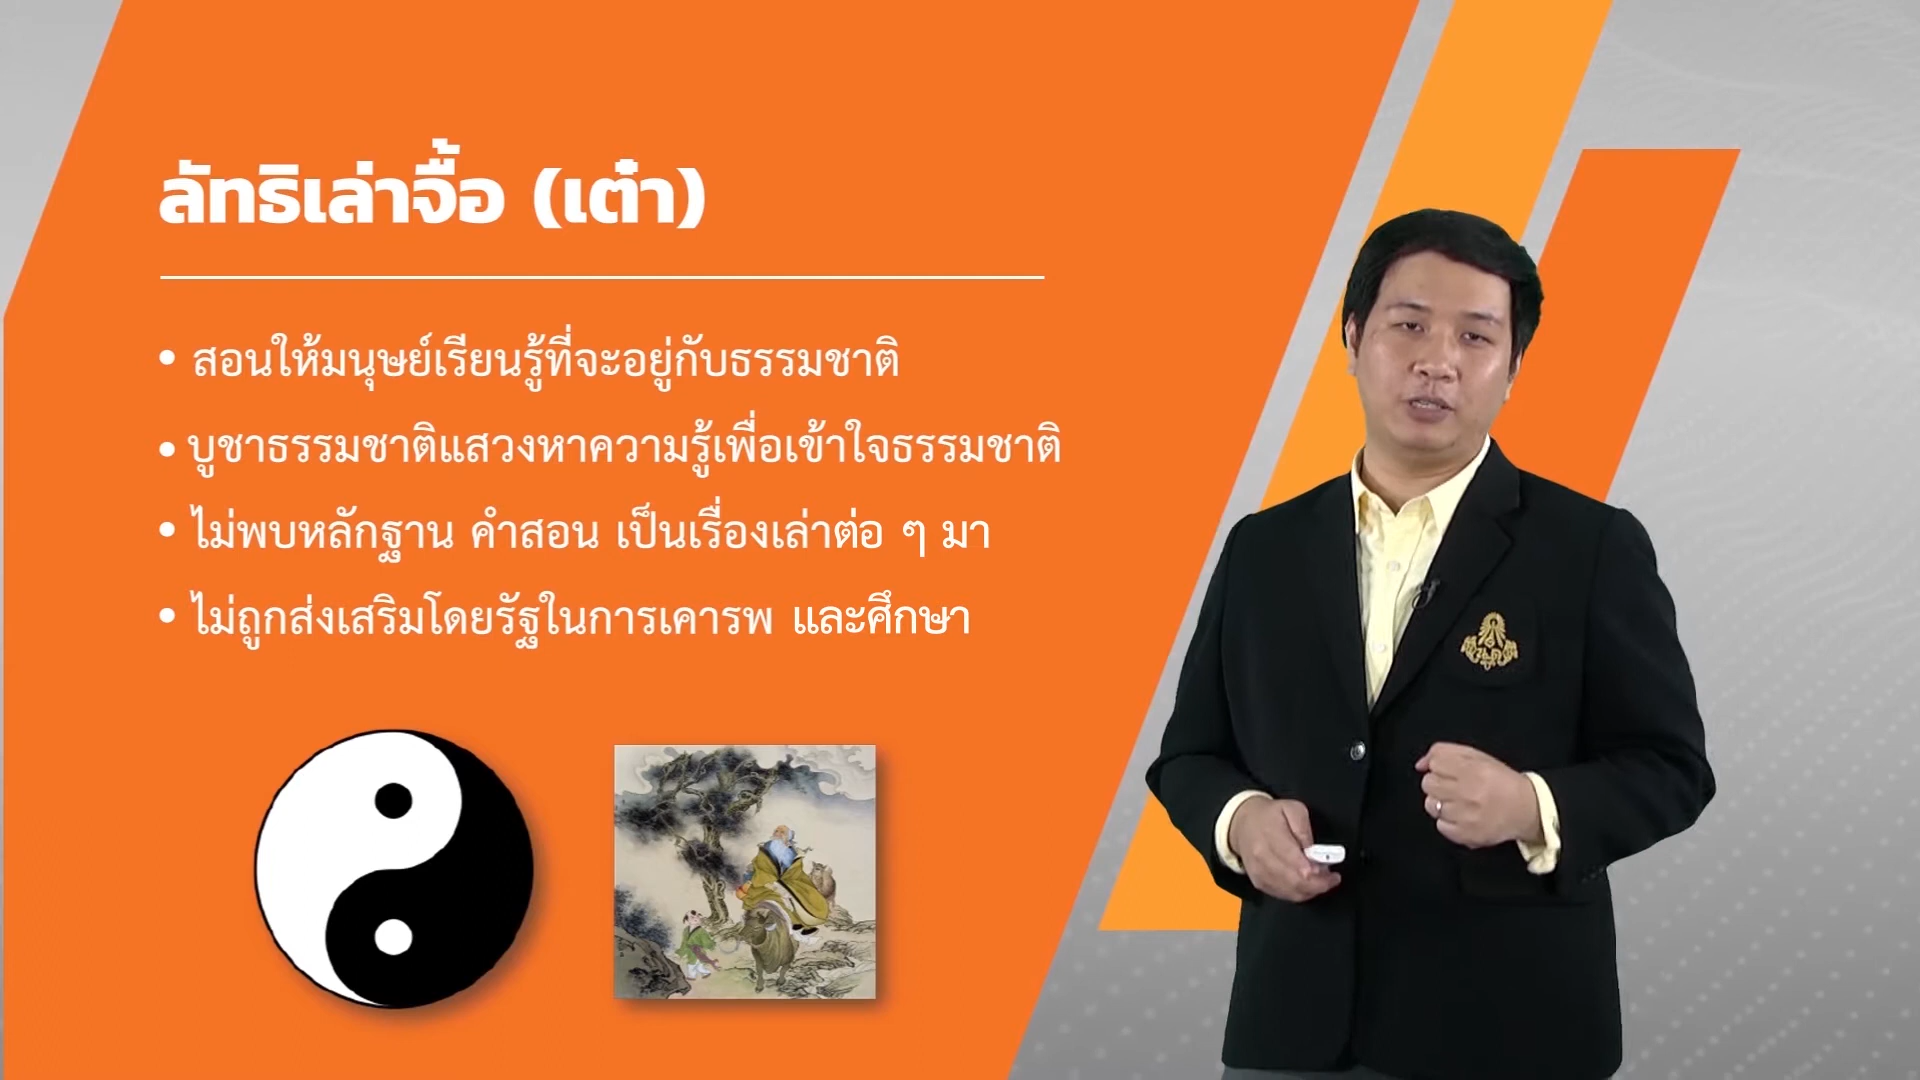 ลัทธิเล่าจื้อ (เต๋า)
• สอนให้มนุษย์เรียนรู้ที่จะอยู่กับธรรมชาติ
• บูชาธรรมชาติแสวงหาความรู้เพื่อเข้าใจธรรมชาติ
• ไม่พบหลักฐาน คำสอน เป็นเรื่องเล่าต่อ ๆ มา
• ไม่ถูกส่งเสริมโดยรัฐในการเคารพ และศึกษา